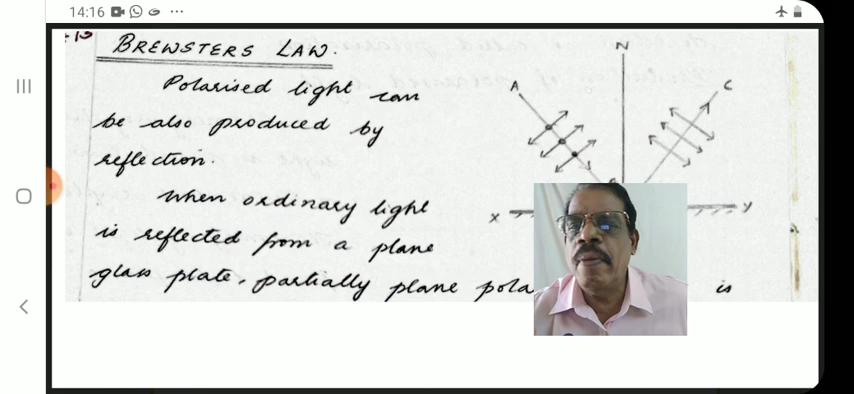 14:16
BREWSTERS LAW.
N
A
C
Polarised light can
be also produced by
reflection.
When ordinary light
X
Y
is reflected from a plane
glass plate, partially plane pola
is